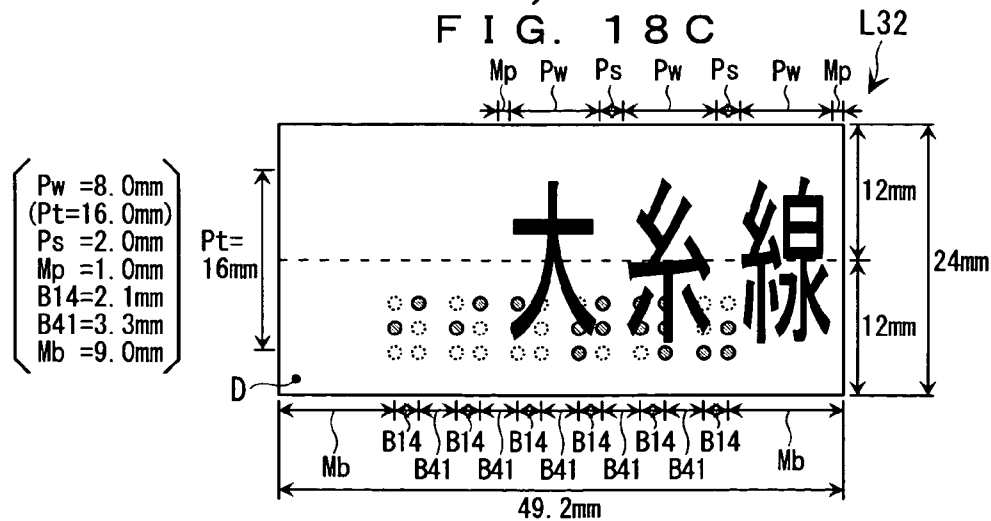 FIG. 18C
L32
Mp Pw Ps Pw Ps Pw Mp
Pw =8.0mm
(Pt=16.0mm)
Ps =2.0mm
Mp =1.0mm
B14=2.1mm
B41=3.3mm
Mb =9.0mm
Pt=
16mm
大糸線
12mm
24mm
12mm
D
B14 B14 B14 B14 B14 B14
Mb B41 B41 B41 B41 B41 Mb
49.2mm